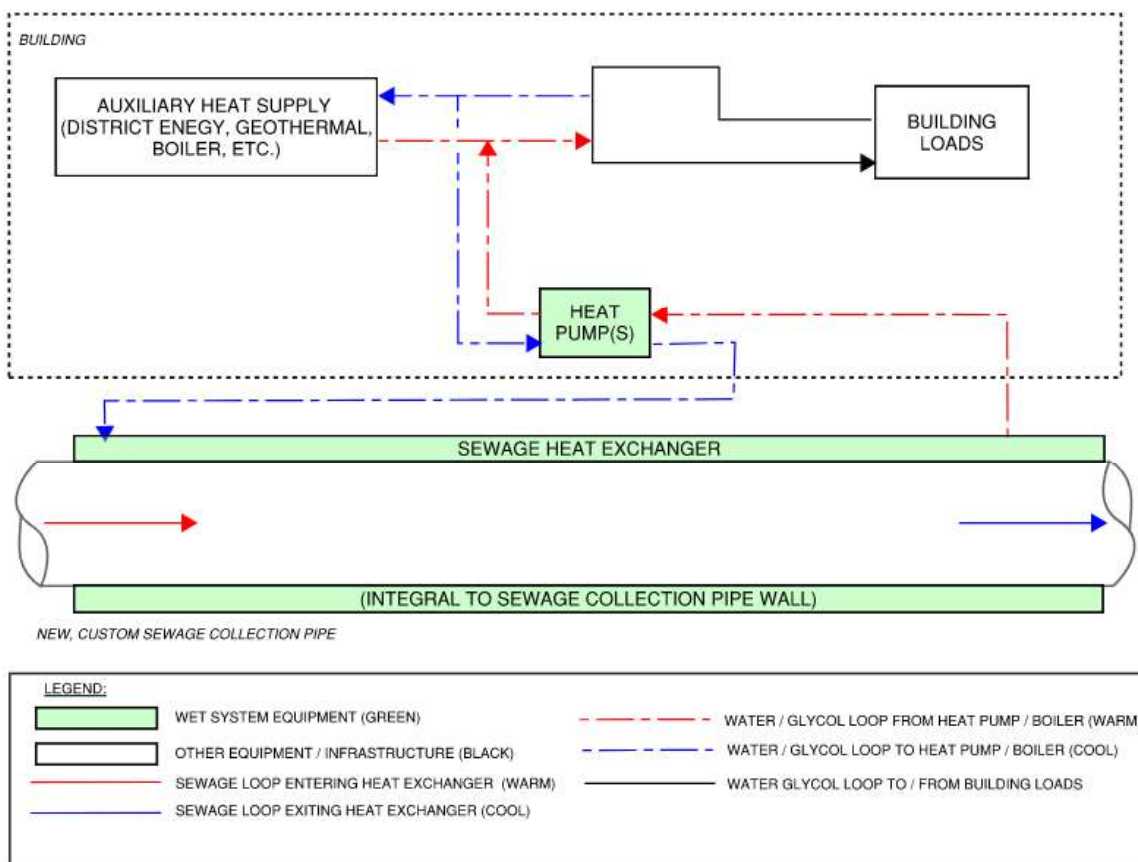 BUILDING
AUXILIARY HEAT SUPPLY
(DISTRICT ENEGY, GEOTHERMAL,
BOILER, ETC.)
BUILDING
LOADS
HEAT
PUMP(S)
SEWAGE HEAT EXCHANGER
(INTEGRAL TO SEWAGE COLLECTION PIPE WALL)
NEW, CUSTOM SEWAGE COLLECTION PIPE
LEGEND:
WET SYSTEM EQUIPMENT (GREEN)
OTHER EQUIPMENT / INFRASTRUCTURE (BLACK)
SEWAGE LOOP ENTERING HEAT EXCHANGER (WARM)
SEWAGE LOOP EXITING HEAT EXCHANGER (COOL)
WATER / GLYCOL LOOP FROM HEAT PUMP / BOILER (WARM)
WATER / GLYCOL LOOP TO HEAT PUMP / BOILER (COOL)
WATER GLYCOL LOOP TO / FROM BUILDING LOADS